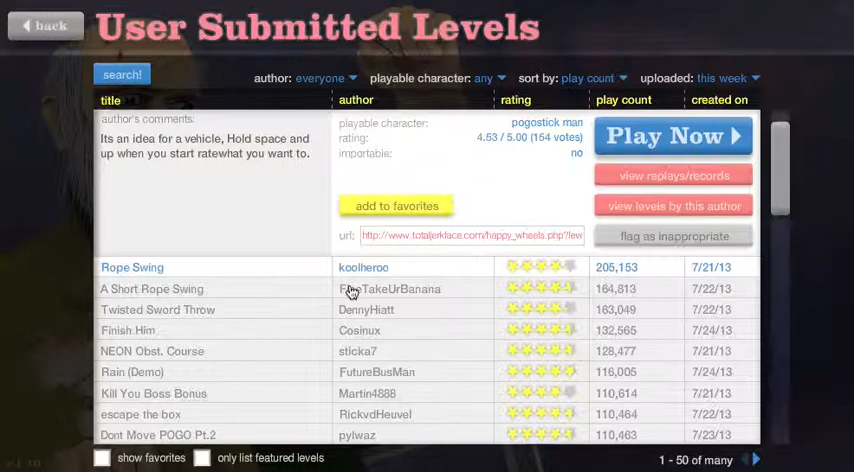 back
User Submitted Levels
search! author: everyone playable character: any sort by: play count uploaded: this week
title author rating play count created on
author's comments:
Its an idea for a vehicle, Hold space and
up when you start ratewhat you want to.
playable character: pogostick man
rating: 4.53 / 5.00 (154 votes)
importable: no
add to favorites
url: http://www.totaljerkface.com/happy_wheels.php?leve
Play Now
view replays/records
view levels by this author
flag as inappropriate
Rope Swing koolheroo 205,153 7/21/13
A Short Rope Swing 164,813 7/22/13
Twisted Sword Throw DennyHiatt 163,049 7/22/13
Finish Him Cosinux 132,565 7/24/13
NEON Obst. Course sticka7 128,477 7/21/13
Rain (Demo) FutureBusMan 116,005 7/24/13
Kill You Boss Bonus Martin4888 110,614 7/21/13
escape the box RickvdHeuvel 110,464 7/22/13
Dont Move POGO Pt.2 pylwaz 110,463 7/23/13
show favorites only list featured levels 1 - 50 of many